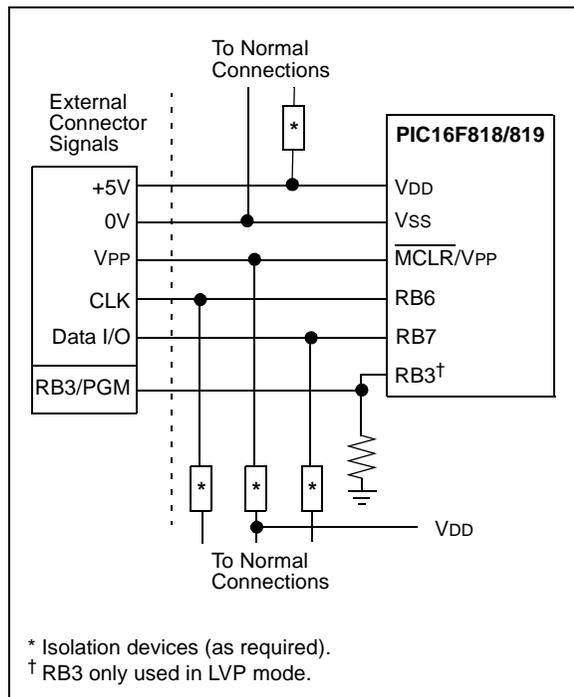 To Normal
Connections
External
Connector
Signals
*
PIC16F818/819
+5V
VDD
0V
VSS
VPP
MCLR/VPP
CLK
RB6
Data I/O
RB7
RB3/PGM
RB3†
*
*
*
VDD
To Normal
Connections
* Isolation devices (as required).
† RB3 only used in LVP mode.